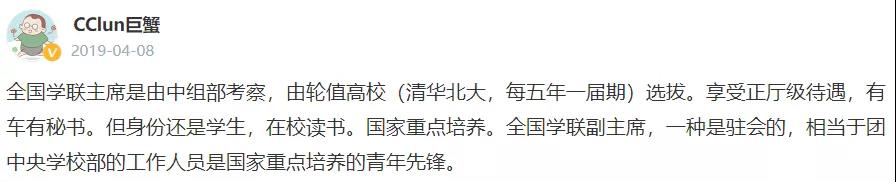 CClun巨蟹
2019-04-08
全国学联主席是由中组部考察，由轮值高校（清华北大，每五年一届期）选拔。享受正厅级待遇，有
车有秘书。但身份还是学生，在校读书。国家重点培养。全国学联副主席，一种是驻会的，相当于团
中央学校部的工作人员是国家重点培养的青年先锋。